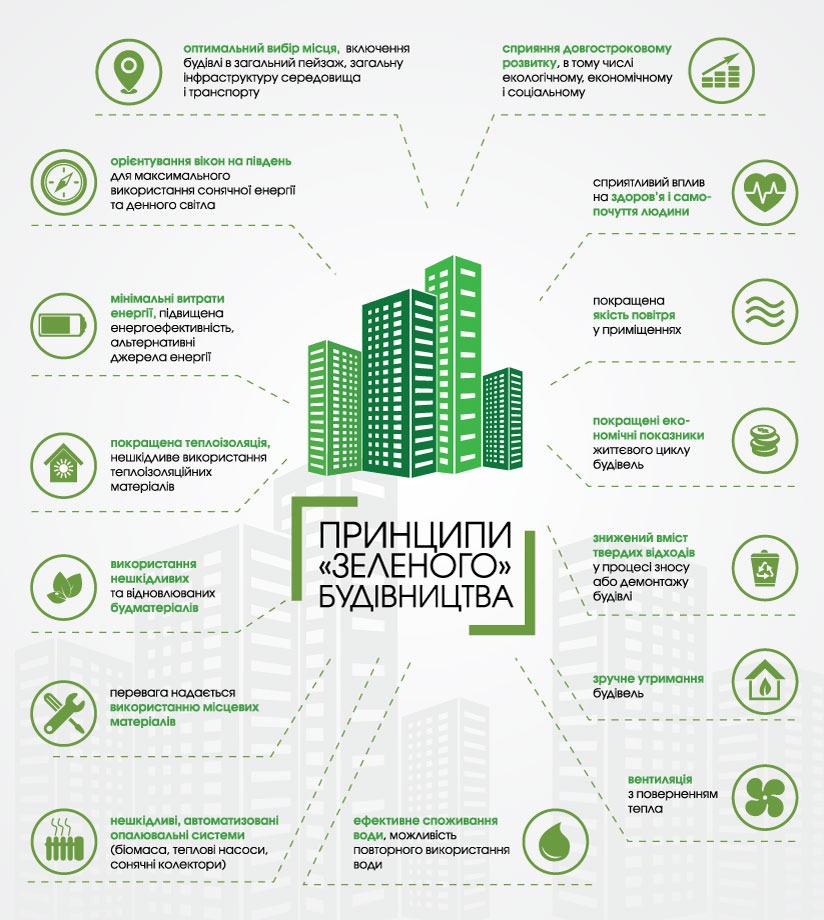 оптимальний вибір місця, включення
будівлі в загальний пейзаж, загальну
інфраструктуру середовища
і транспорту
сприяння довгостроковому
розвитку, в тому числі
екологічному, економічному
і соціальному
орієнтування вікон на південь
для максимального
використання сонячної енергії
та денного світла
сприятливий вплив
на здоров'я і само-
почуття людини
мінімальні витрати
енергії, підвищена
енергоефективність,
альтернативні
джерела енергії
покращена
якість повітря
у приміщеннях
покращена теплоізоляція,
нешкідливе використання
теплоізоляційних
матеріалів
покращені еко-
номічні показники
життєвого циклу
будівель
ПРИНЦИПИ
«ЗЕЛЕНОГО»
БУДІВНИЦТВА
використання
нешкідливих
та відновлюваних
будматеріалів
знижений вміст
твердих відходів
у процесі зносу
або демонтажу
будівлі
перевага надається
використанню місцевих
матеріалів
зручне утримання
будівель
нешкідливі, автоматизовані
опалювальні системи
(біомаса, теплові насоси,
сонячні колектори)
ефективне споживання
води, можливість
повторного використання
води
вентиляція
з поверненням
тепла